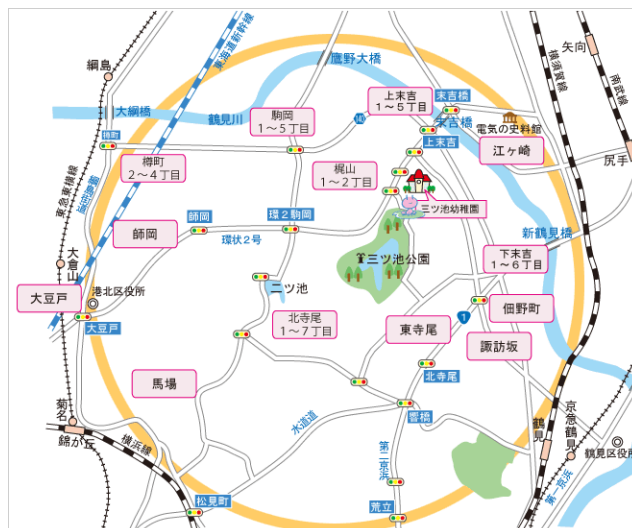 東海道新幹線
綱島
大綱橋
鶴見川
鷹野大橋
駒岡
1～5丁目
上末吉
1～5丁目
末吉橋
末吉橋
電気の史料館
横須賀線
矢向
南武線
尻手
江ヶ崎
樽町
樽町
2～4丁目
東急東横線
上末吉
梶山
1～2丁目
三ツ池幼稚園
師岡
師岡
環状2号
環2駒岡
三ツ池公園
新鶴見橋
下末吉
1～6丁目
大倉山
大豆戸
港北区役所
大豆戸
二ツ池
北寺尾
1～7丁目
東寺尾
1
佃野町
諏訪坂
北寺尾
馬場
菊名
錦が丘
横浜線
水道道
響橋
第二京浜
鶴見
京急鶴見
鶴見区役所
第一京浜
松見町
荒立